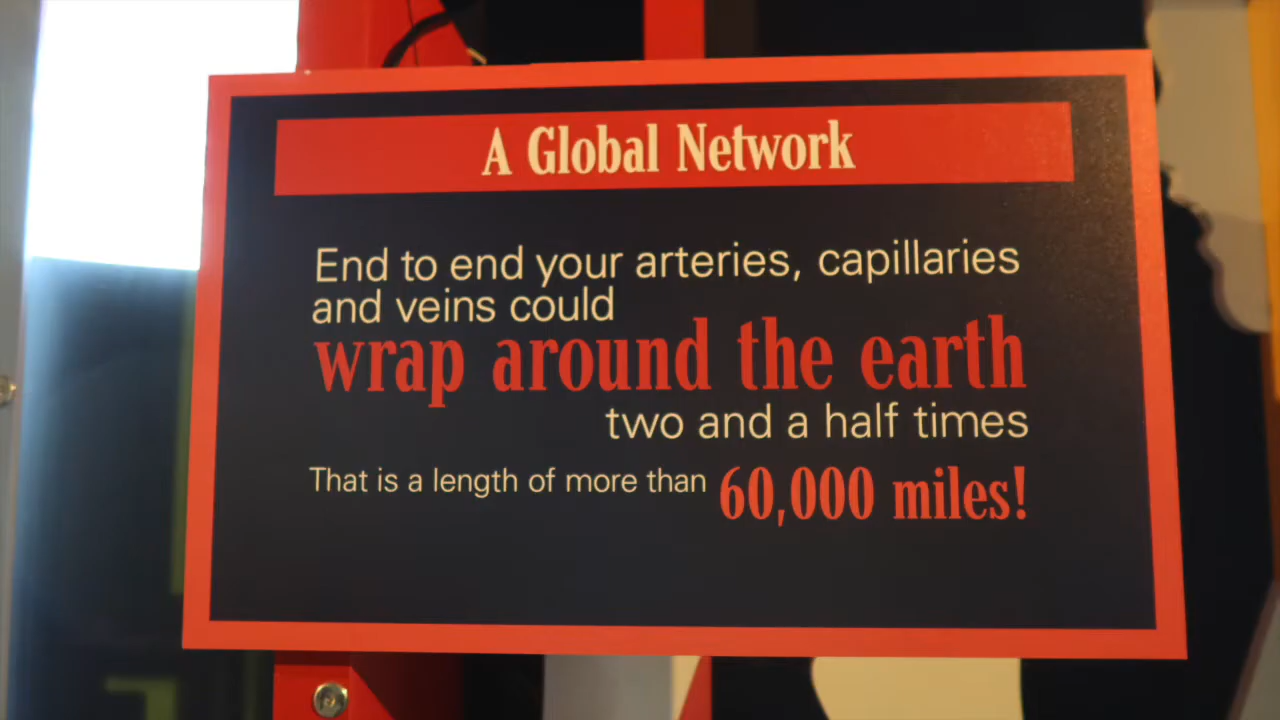 A Global Network
End to end your arteries, capillaries
and veins could
wrap around the earth
two and a half times
That is a length of more than 60,000 miles!